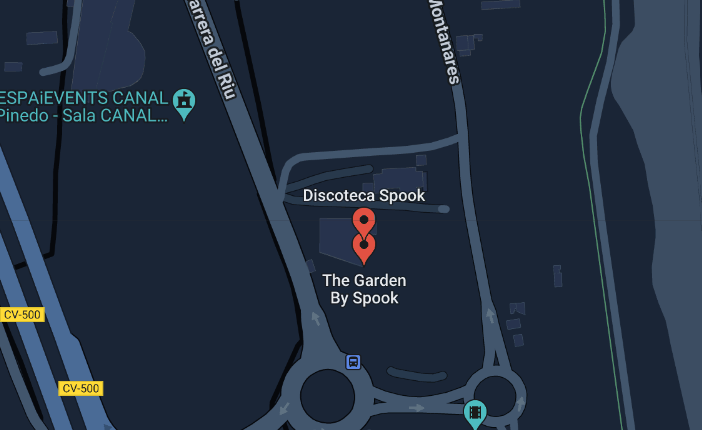 arrera del Riu
Montanares
ESPAiEVENTS CANAL
Pinedo - Sala CANAL...
Discoteca Spook
The Garden
By Spook
CV-500
CV-500